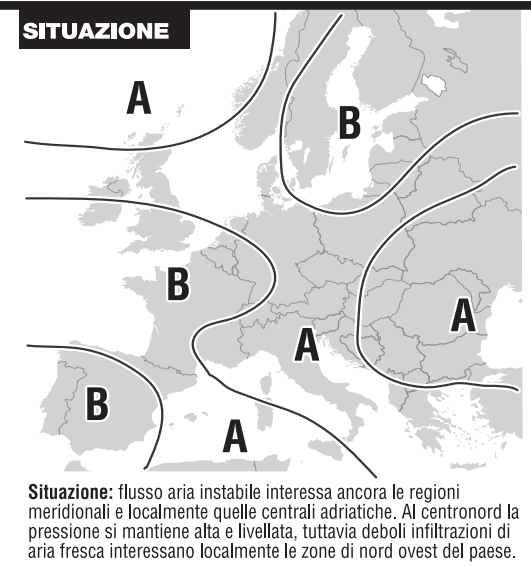 SITUAZIONE
A
B
B
A
A
B
A
Situazione: flusso aria instabile interessa ancora le regioni
meridionali e localmente quelle centrali adriatiche. Al centronord la
pressione si mantiene alta e livellata, tuttavia deboli infiltrazioni di
aria fresca interessano localmente le zone di nord ovest del paese.